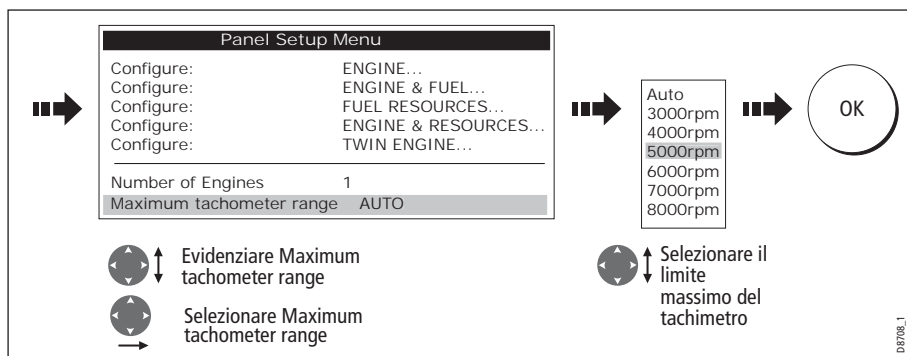 Panel Setup Menu
Configure: ENGINE...
Configure: ENGINE & FUEL...
Configure: FUEL RESOURCES...
Configure: ENGINE & RESOURCES...
Configure: TWIN ENGINE...
Number of Engines 1
Maximum tachometer range AUTO
Evidenziare Maximum
tachometer range
Selezionare Maximum
tachometer range
Auto
3000rpm
4000rpm
5000rpm
6000rpm
7000rpm
8000rpm
Selezionare il
limite
massimo del
tachimetro
OK
D8708_1